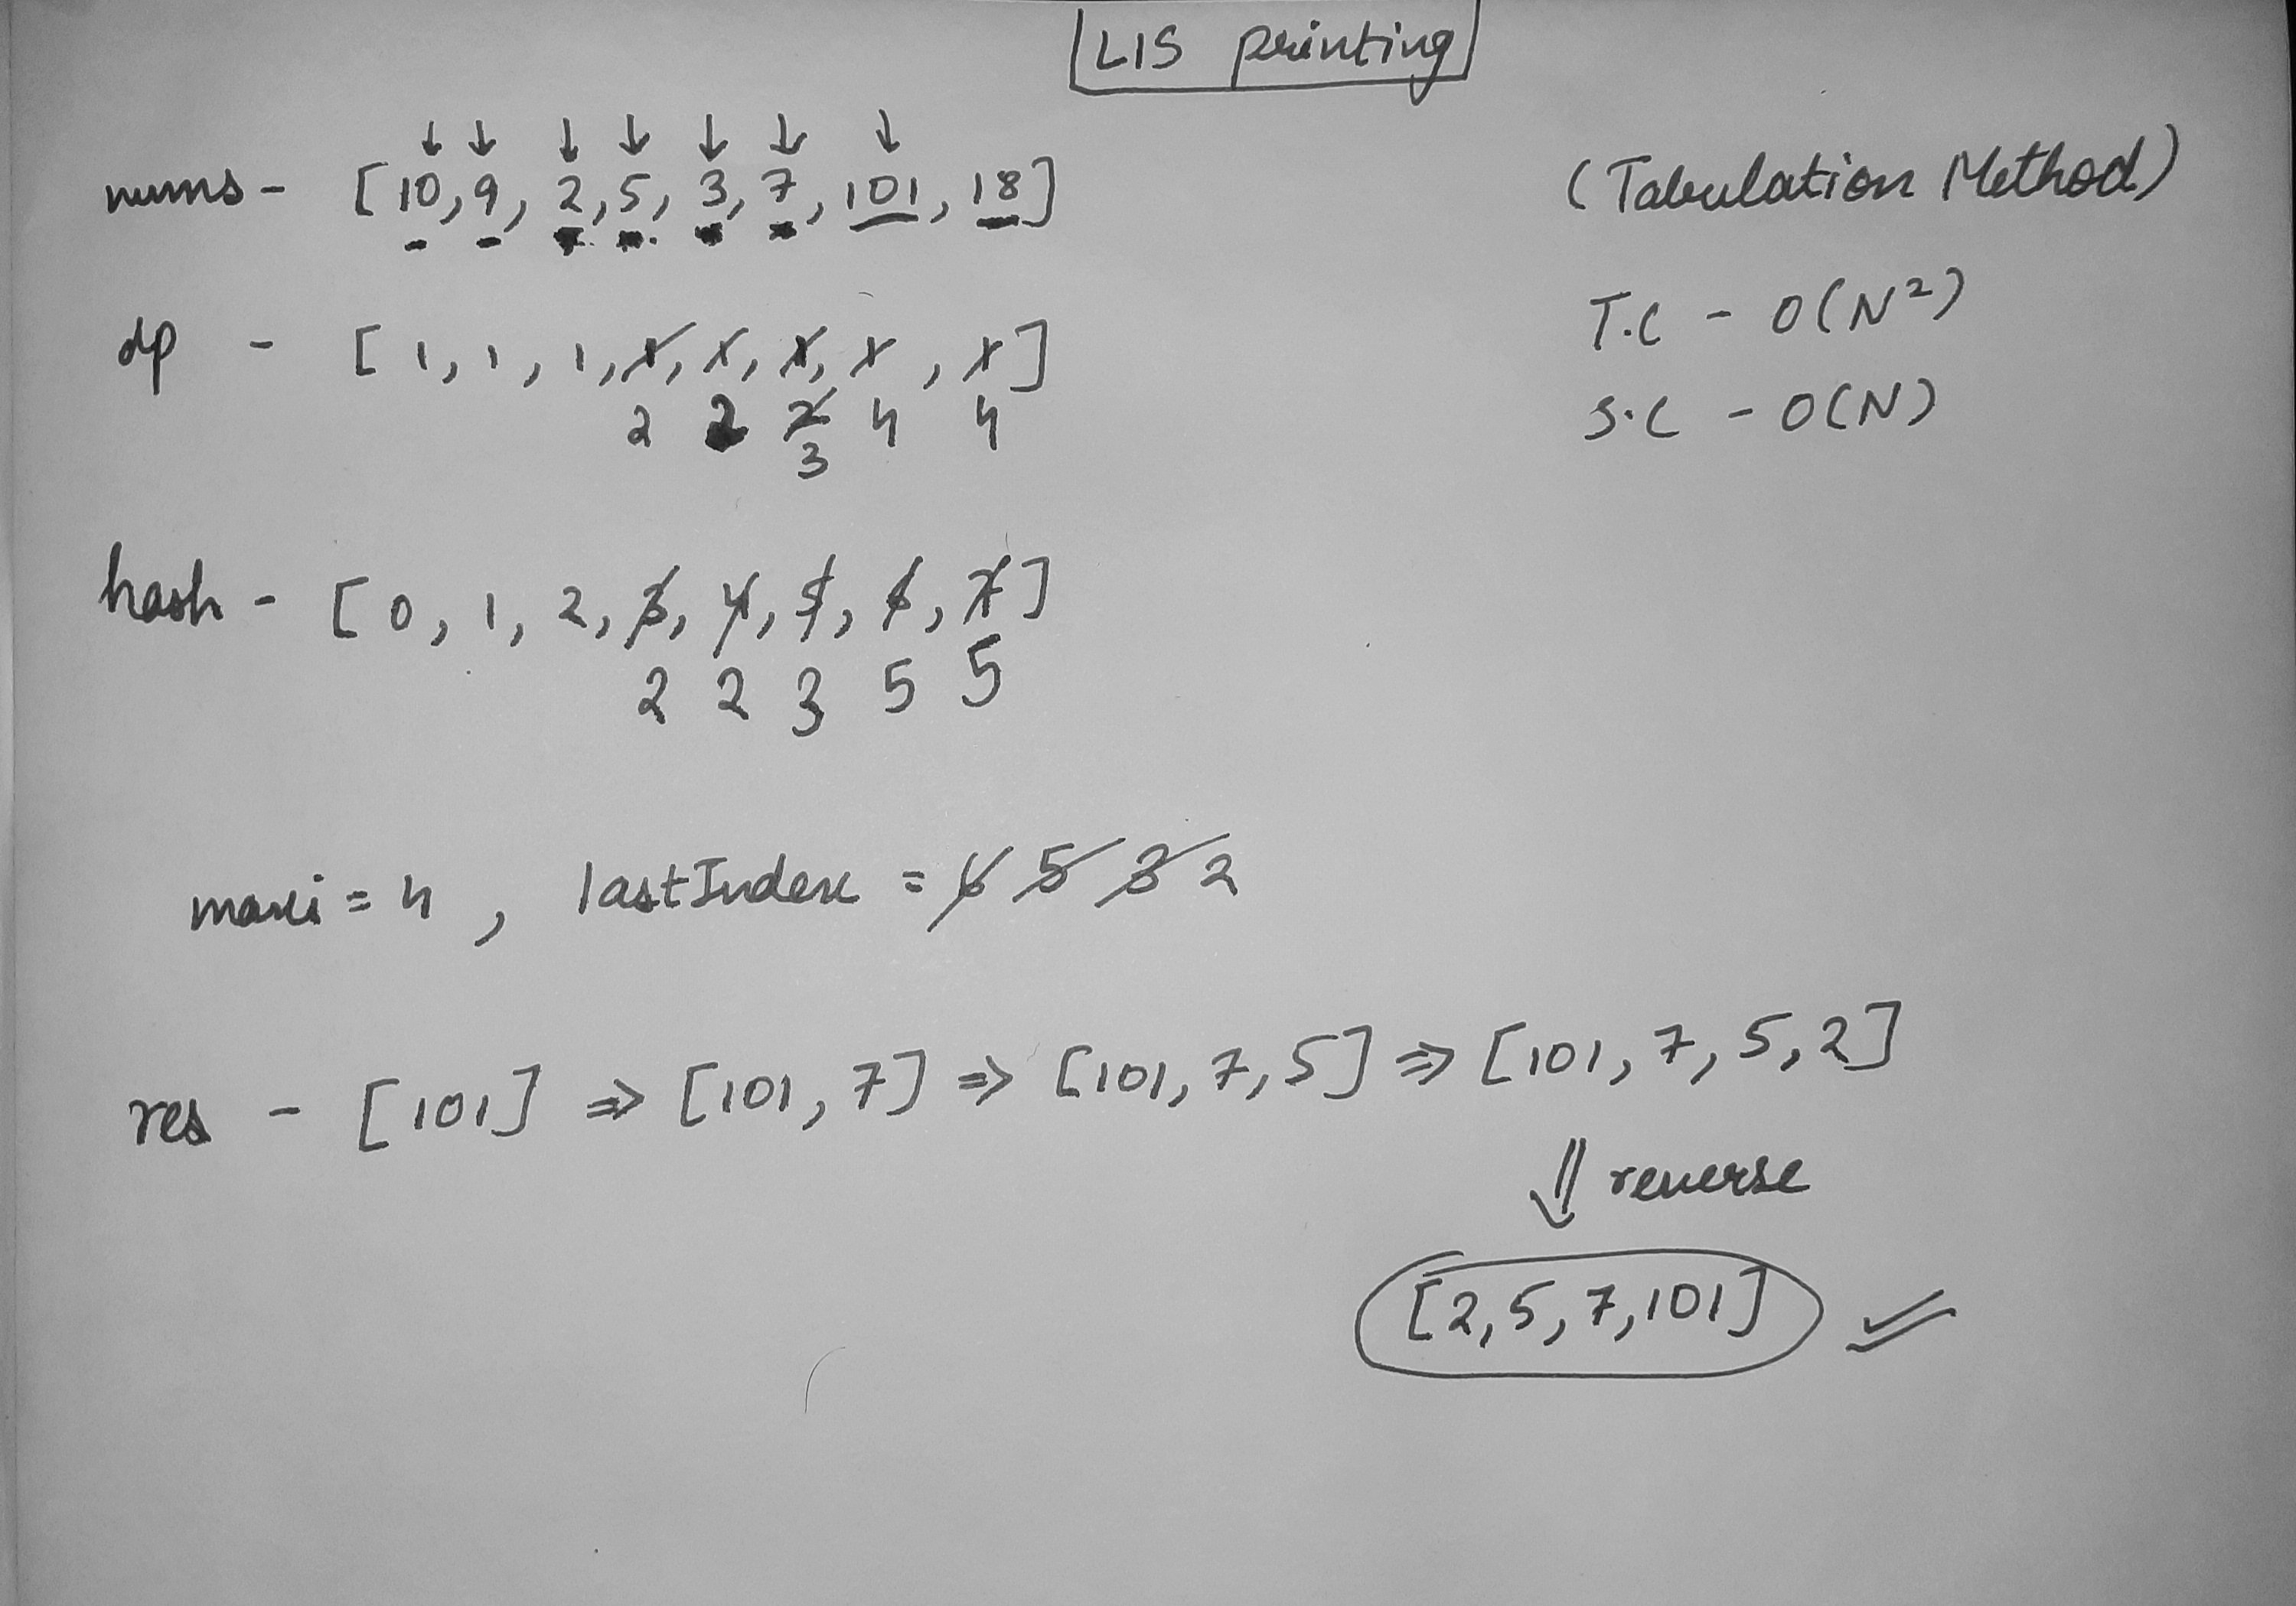 LIS printing
nums - [10, 9, 2, 5, 3, 7, 101, 18]
(Tabulation Method)
dp - [1, 1, 1, 1, 1, 1, 1, 1]
2 2 2 4 4
3
T.C - O(N²)
S.C - O(N)
hash - [0, 1, 2, 3, 4, 5, 6, 7]
2 2 3 5 5
maxi = 4, lastIndex = 6 5 3 2
res - [101] ⇒ [101, 7] ⇒ [101, 7, 5] ⇒ [101, 7, 5, 2]
⇓ reverse
[2, 5, 7, 101]